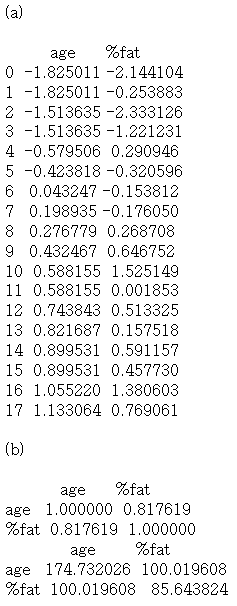 (a)
age %fat
0 -1.825011 -2.144104
1 -1.825011 -0.253883
2 -1.513635 -2.333126
3 -1.513635 -1.221231
4 -0.579506 0.290946
5 -0.423818 -0.320596
6 0.043247 -0.153812
7 0.198935 -0.176050
8 0.276779 0.268708
9 0.432467 0.646752
10 0.588155 1.525149
11 0.588155 0.001853
12 0.743843 0.513325
13 0.821687 0.157518
14 0.899531 0.591157
15 0.899531 0.457730
16 1.055220 1.380603
17 1.133064 0.769061
(b)
age %fat
age 1.000000 0.817619
%fat 0.817619 1.000000
age %fat
age 174.732026 100.019608
%fat 100.019608 85.643824